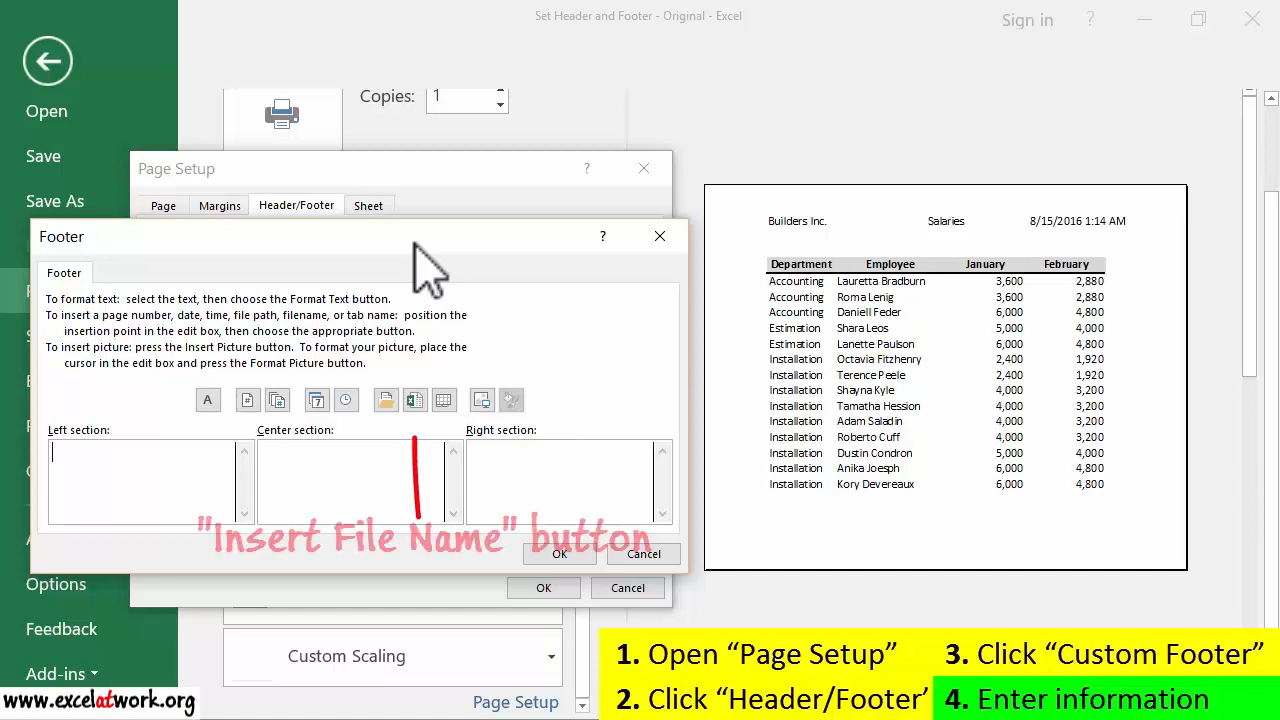 Set Header and Footer - Original - Excel
Sign in
?
Open
Save
Save As
Options
Feedback
Add-ins
Copies: 1
Page Setup
?
Page Margins Header/Footer Sheet
Footer
?
Footer
To format text: select the text, then choose the Format Text button.
To insert a page number, date, time, file path, filename, or tab name: position the
insertion point in the edit box, then choose the appropriate button.
To insert picture: press the Insert Picture button. To format your picture, place the
cursor in the edit box and press the Format Picture button.
A
Left section: Center section: Right section:
"Insert File Name" button
OK Cancel
OK Cancel
Custom Scaling
Page Setup
Builders Inc. Salaries 8/15/2016 1:14 AM
Department Employee January February
Accounting Lauretta Bradburn 3,600 2,880
Accounting Roma Lenig 3,600 2,880
Accounting Daniell Feder 6,000 4,800
Estimation Shara Leos 5,000 4,000
Estimation Lanette Paulson 6,000 4,800
Installation Octavia Fitzhenry 2,400 1,920
Installation Terence Peele 2,400 1,920
Installation Shayna Kyle 4,000 3,200
Installation Tamatha Hession 4,000 3,200
Installation Adam Saladin 4,000 3,200
Installation Roberto Cuff 4,000 3,200
Installation Dustin Condron 5,000 4,000
Installation Anika Joesph 6,000 4,800
Installation Kory Devereaux 6,000 4,800
1. Open “Page Setup”
2. Click “Header/Footer’
3. Click “Custom Footer”
4. Enter information
www.excelatwork.org